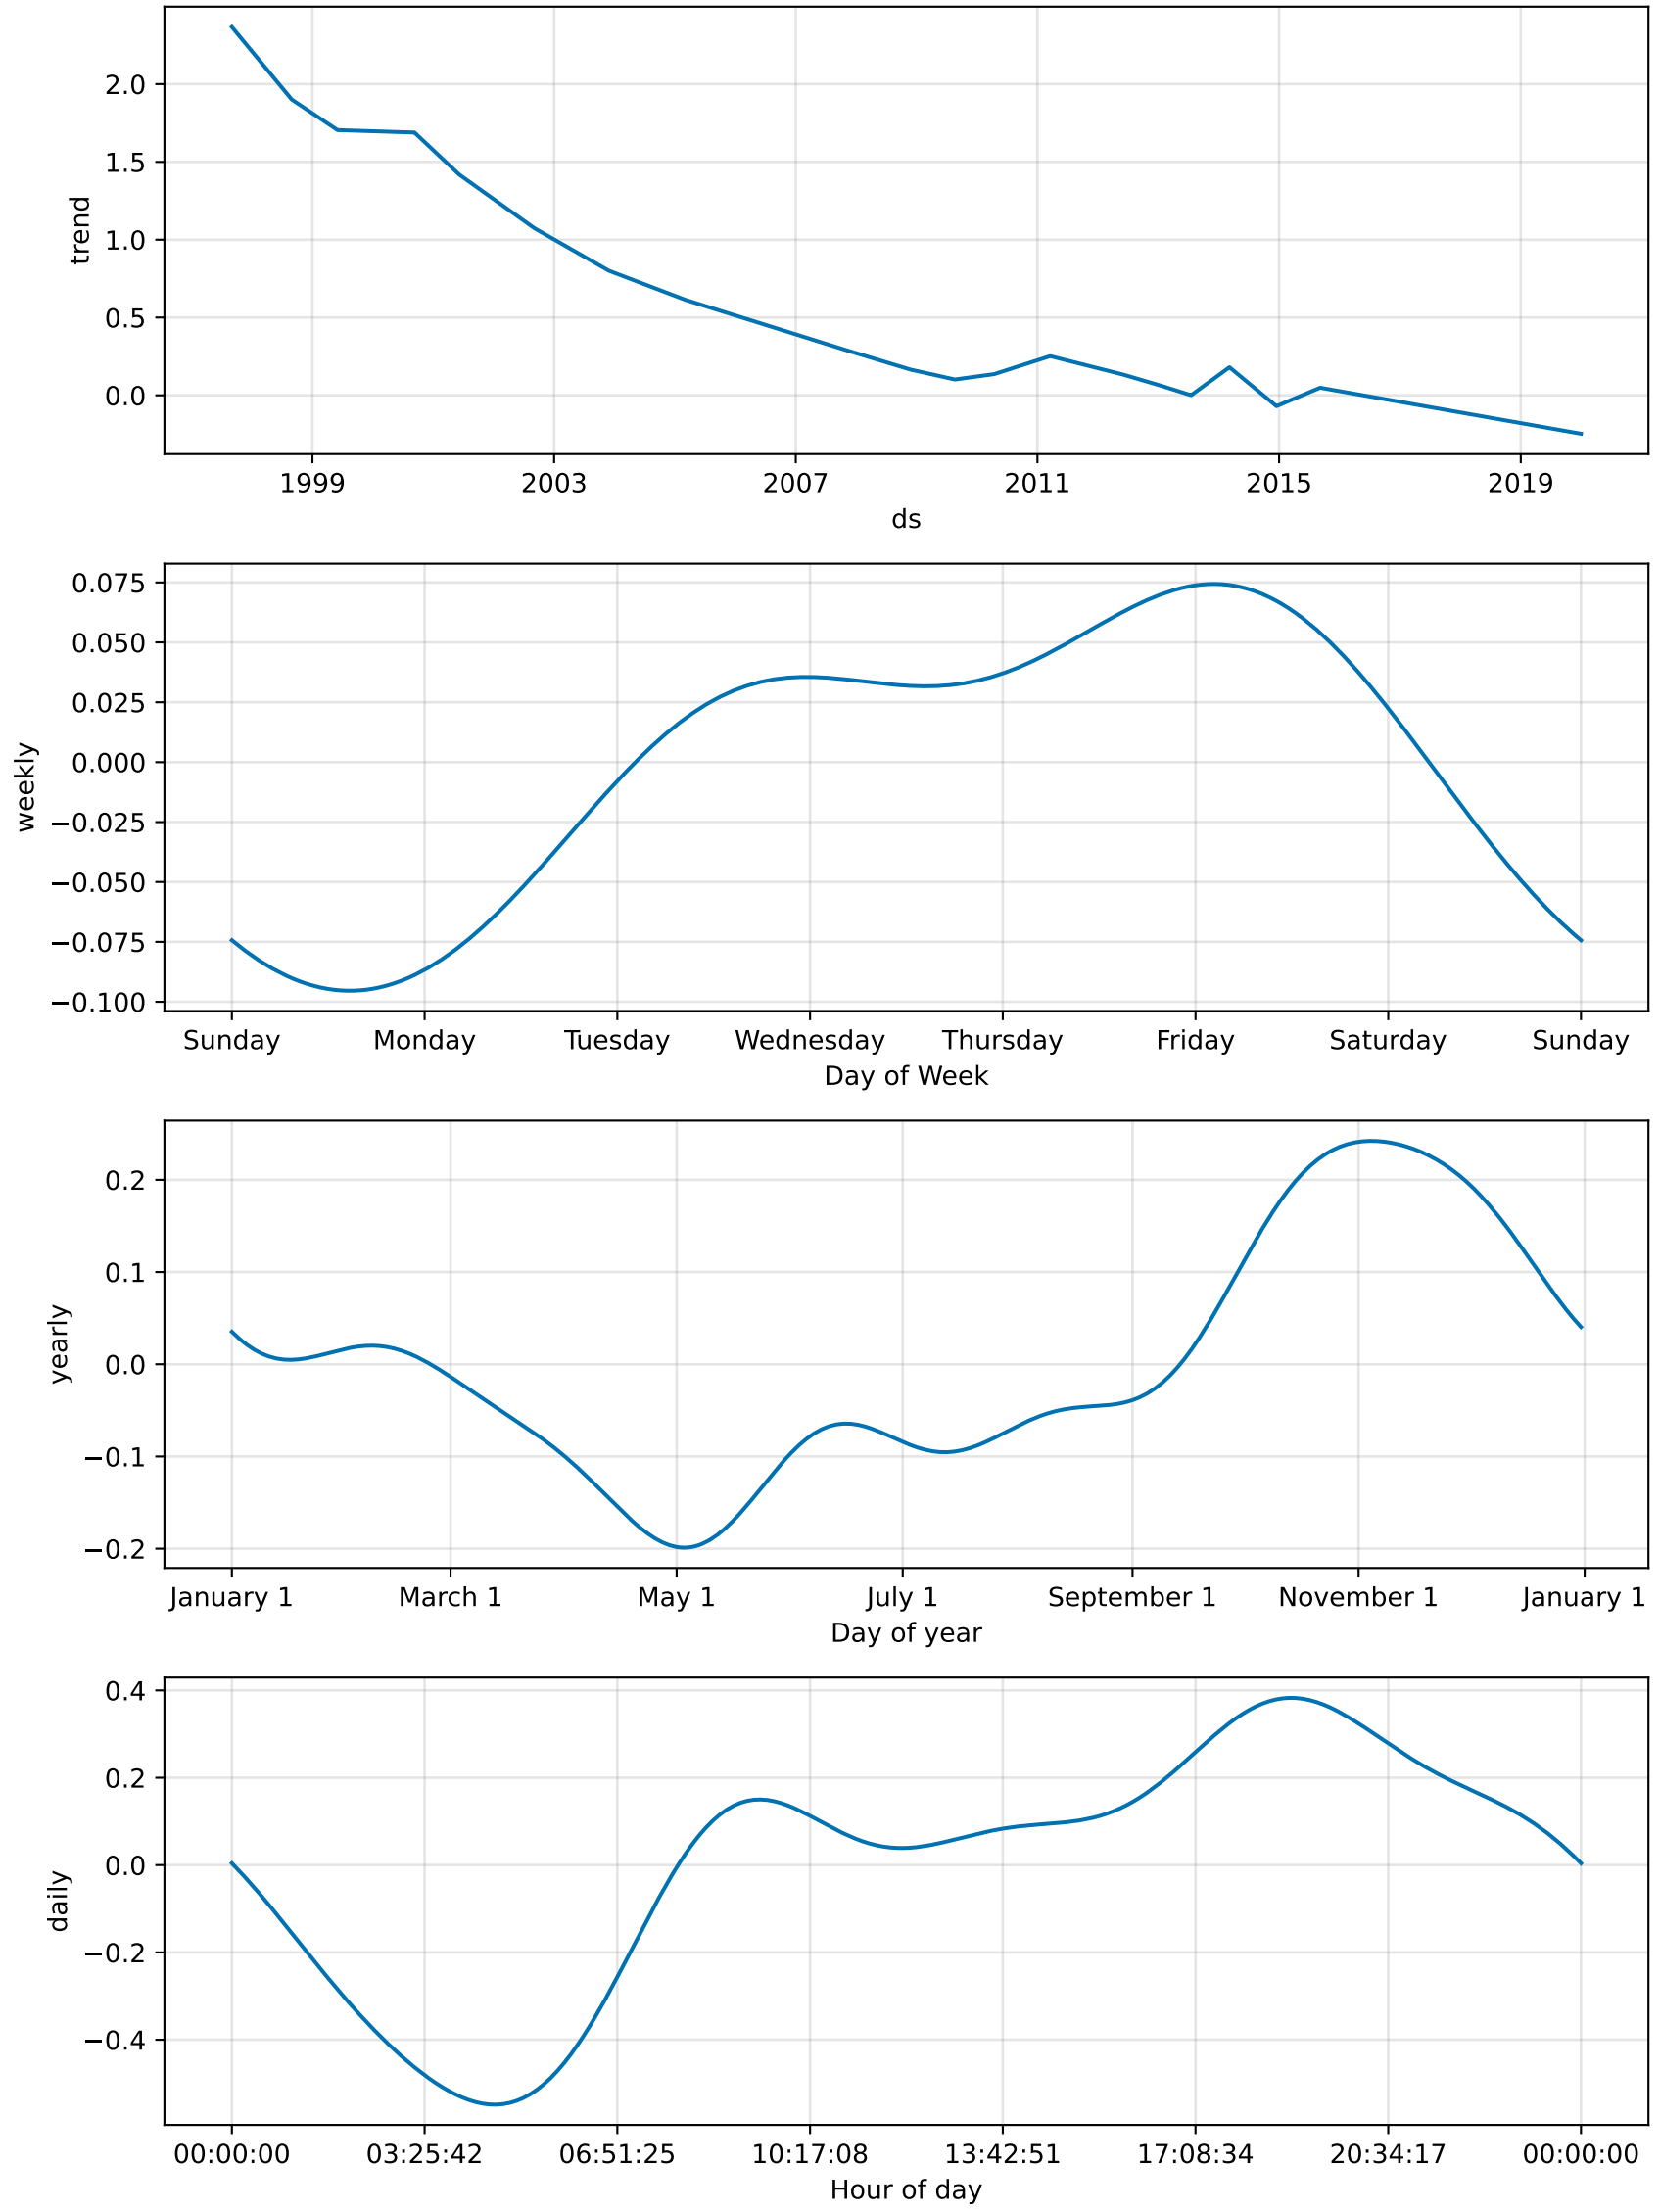 2.0
1.5
1.0
0.5
0.0
trend
1999 2003 2007 2011 2015 2019
ds
0.075
0.050
0.025
0.000
−0.025
−0.050
−0.075
−0.100
weekly
Sunday Monday Tuesday Wednesday Thursday Friday Saturday Sunday
Day of Week
0.2
0.1
0.0
−0.1
−0.2
yearly
January 1 March 1 May 1 July 1 September 1 November 1 January 1
Day of year
0.4
0.2
0.0
−0.2
−0.4
daily
00:00:00 03:25:42 06:51:25 10:17:08 13:42:51 17:08:34 20:34:17 00:00:00
Hour of day